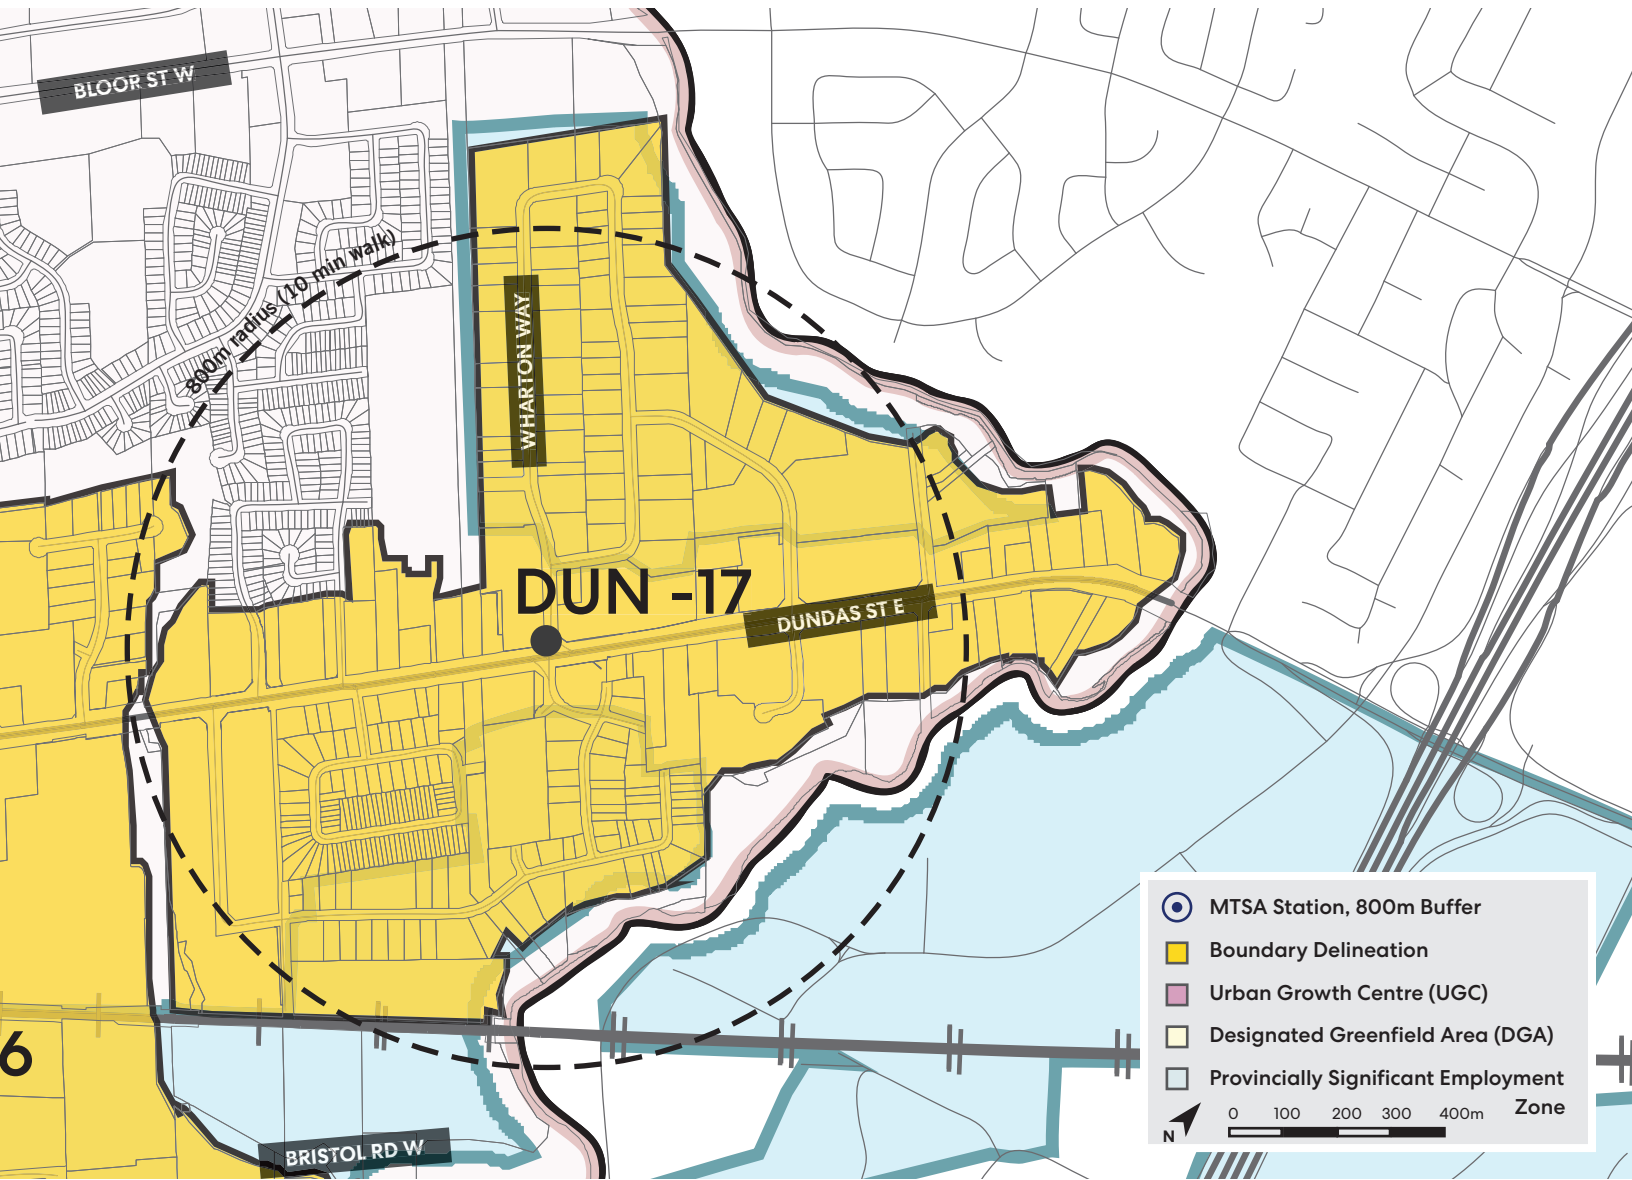 BLOOR ST W
800m radius (10 min walk)
WHARTON WAY
DUN -17
DUNDAS ST E
6
BRISTOL RD W
MTSA Station, 800m Buffer
Boundary Delineation
Urban Growth Centre (UGC)
Designated Greenfield Area (DGA)
Provincially Significant Employment
Zone
N
0 100 200 300 400m